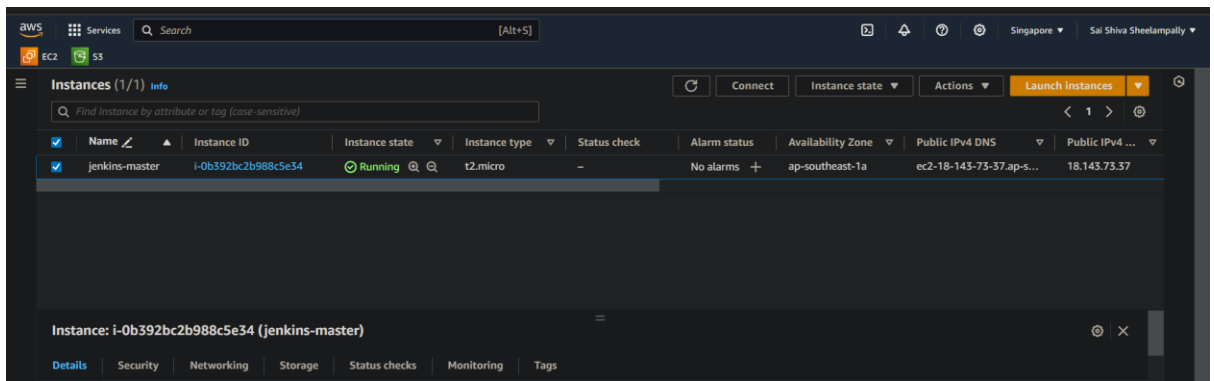 aws Services Search [Alt+S] Singapore ▼ Sai Shiva Sheelampally ▼
EC2 S3
Instances (1/1) Info Connect Instance state ▼ Actions ▼ Launch instances ▼
Find Instance by attribute or tag (case-sensitive) < 1 >
Name ▲ Instance ID Instance state ▽ Instance type ▽ Status check Alarm status Availability Zone ▽ Public IPv4 DNS ▽ Public IPv4 ... ▽
jenkins-master i-0b392bc2b988c5e34 Running t2.micro – No alarms + ap-southeast-1a ec2-18-143-73-37.ap-s... 18.143.73.37
Instance: i-0b392bc2b988c5e34 (jenkins-master)
Details Security Networking Storage Status checks Monitoring Tags